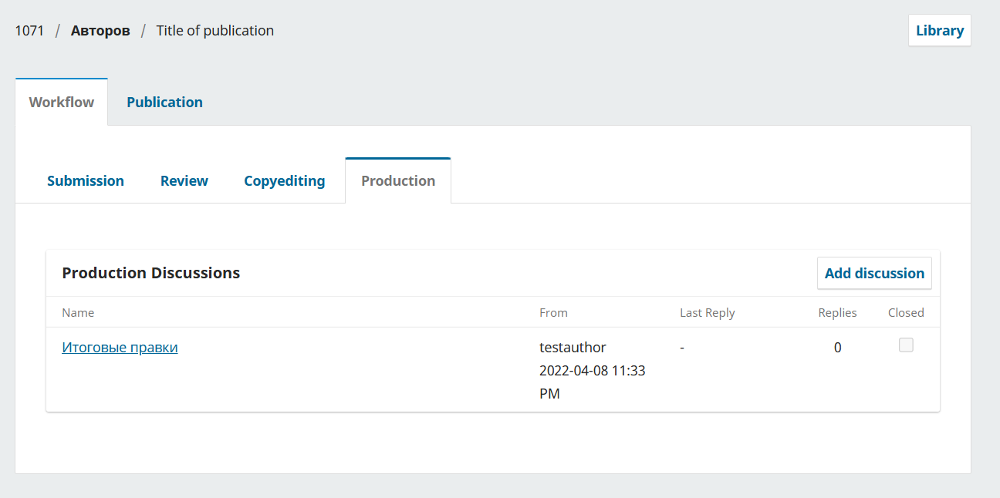 1071 / Авторов / Title of publication
Library
Workflow Publication
Submission Review Copyediting Production
Production Discussions
Add discussion
Name From Last Reply Replies Closed
Итоговые правки testauthor - 0
2022-04-08 11:33
PM